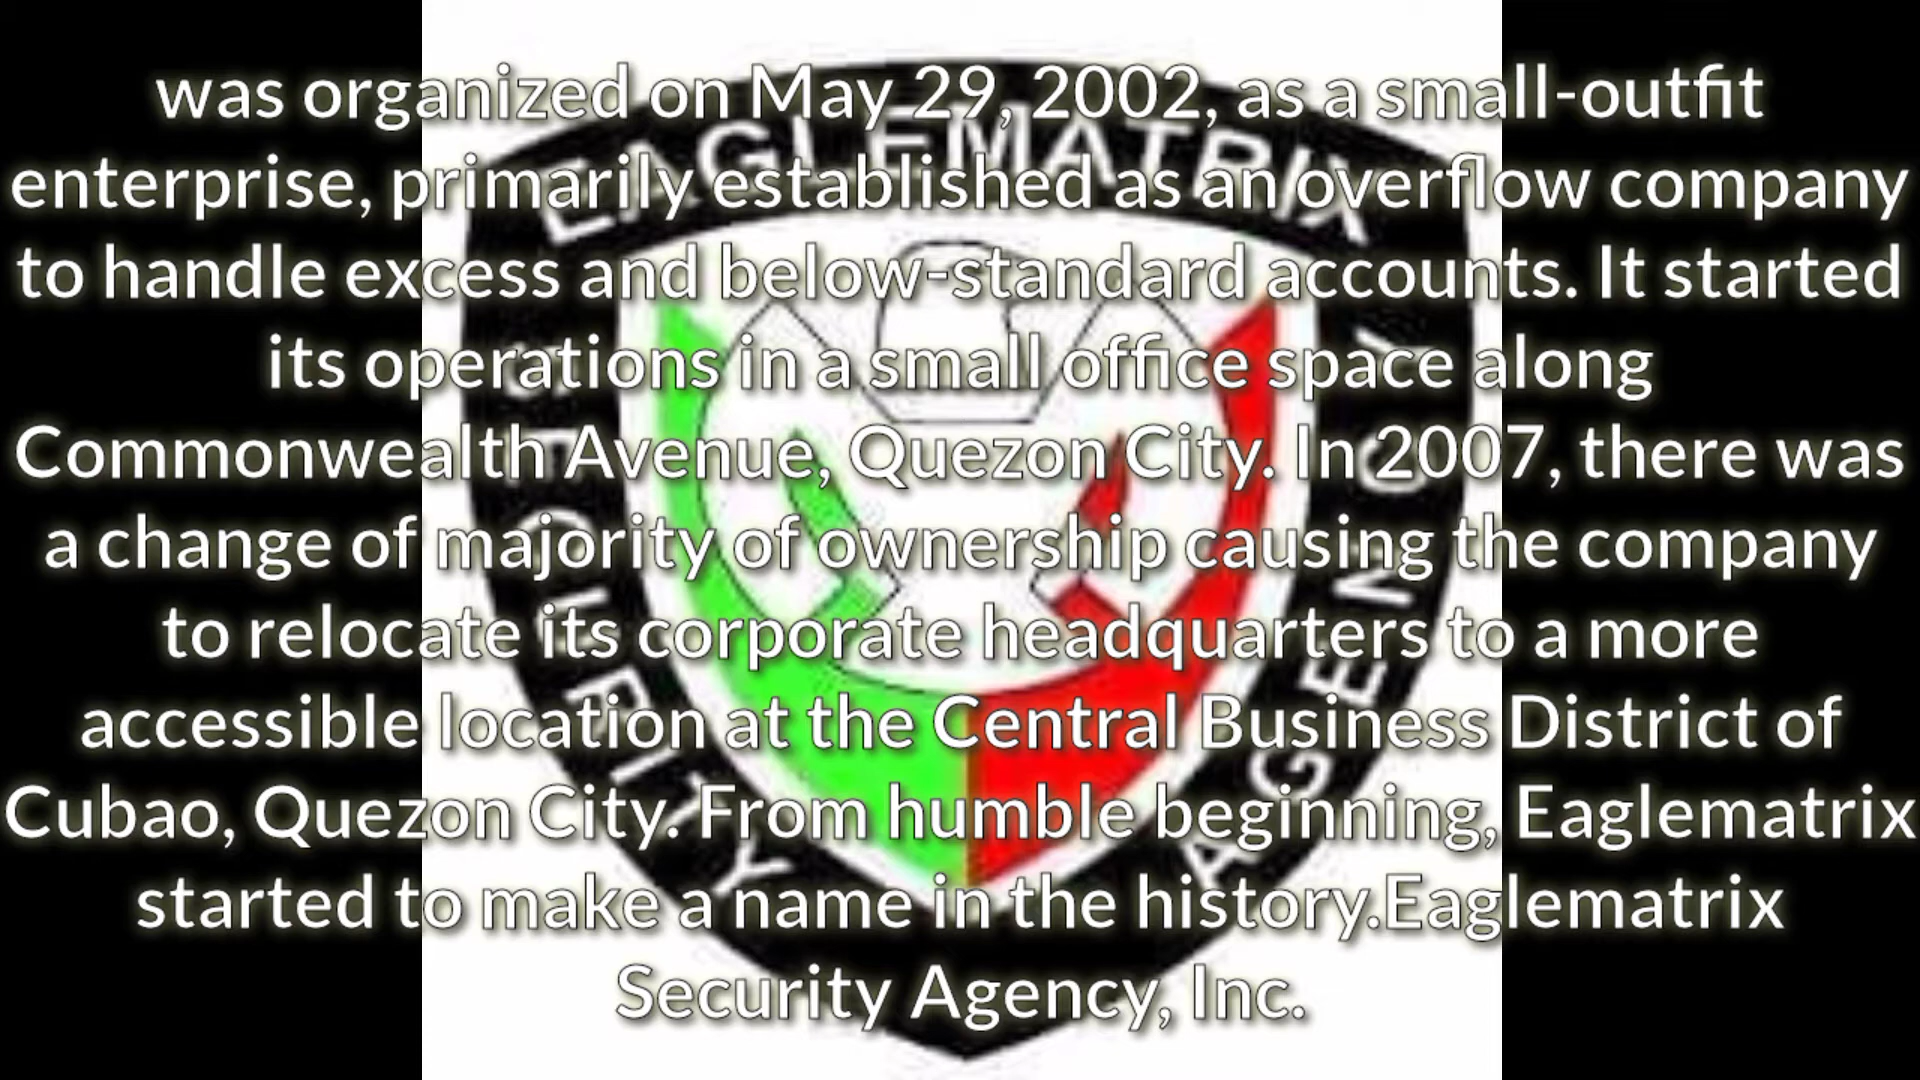 was organized on May 29, 2002, as a small-outfit
enterprise, primarily established as an overflow company
to handle excess and below-standard accounts. It started
its operations in a small office space along
Commonwealth Avenue, Quezon City. In 2007, there was
a change of majority of ownership causing the company
to relocate its corporate headquarters to a more
accessible location at the Central Business District of
Cubao, Quezon City. From humble beginning, Eaglematrix
started to make a name in the history.Eaglematrix
Security Agency, Inc.
EAGLEMATRIX
SECURITY
AGENCY